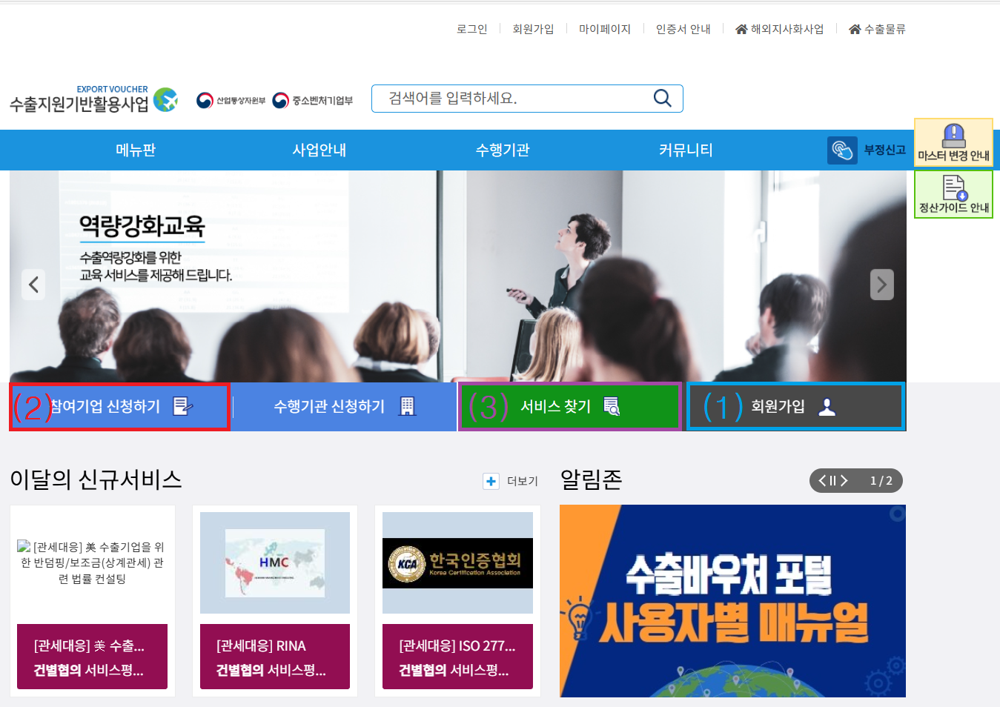 로그인 회원가입 마이페이지 인증서 안내 해외지사화사업 수출물류
EXPORT VOUCHER
수출지원기반활용사업
산업통상자원부 중소벤처기업부
검색어를 입력하세요.
메뉴판 사업안내 수행기관 커뮤니티 부정신고
마스터 변경 안내
정산가이드 안내
역량강화교육
수출역량강화를 위한
교육 서비스를 제공해 드립니다.
(2) 참여기업 신청하기 수행기관 신청하기 (3) 서비스 찾기 (1) 회원가입
이달의 신규서비스 더보기
[관세대응] 美 수출기업을 위
한 반덤핑/보조금(상계관세) 관
련 법률 컨설팅
[관세대응] 美 수출...
건별협의 서비스평...
HMC
[관세대응] RINA
건별협의 서비스평...
KCA
한국인증협회
Korea Certification Association
[관세대응] ISO 277...
건별협의 서비스평...
알림존 1 / 2
수출바우처 포털
사용자별 매뉴얼